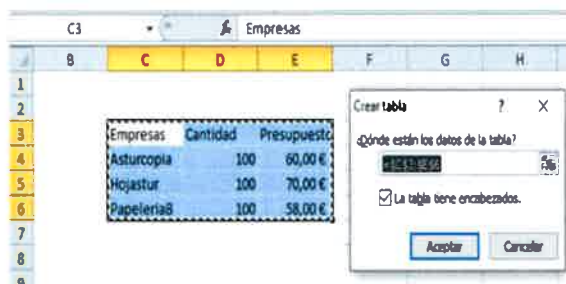 C3 fx Empresas
B C D E F G H
1
2 Crear tabla ? X
3 Empresas Cantidad Presupuesto ¿Dónde están los datos de la tabla?
4 Asturcopia 100 60,00 €
5 Hojastur 100 70,00 € La tabla tiene encabezados.
6 PapeleriaB 100 58,00 €
7 Aceptar Cancelar
8
9